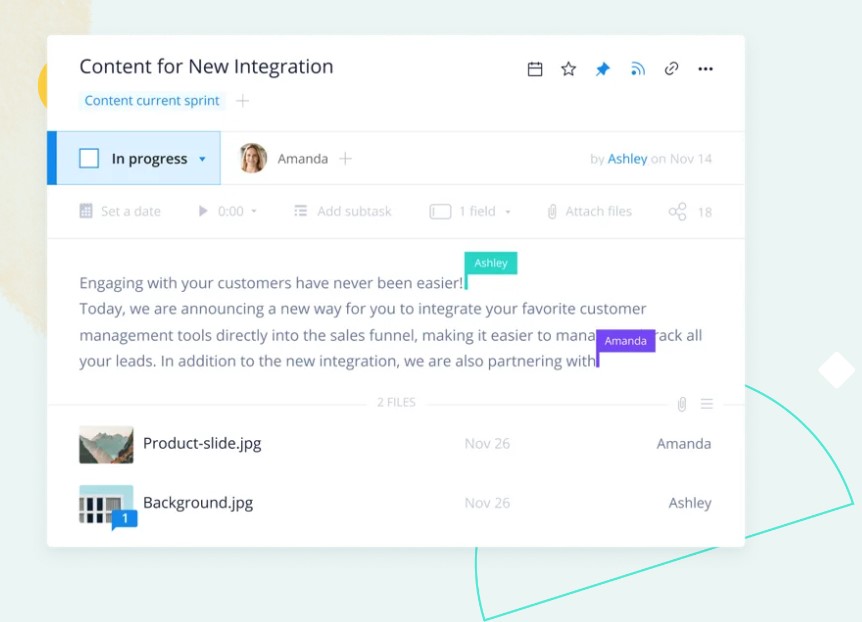 Content for New Integration
Content current sprint
In progress Amanda by Ashley on Nov 14
Set a date 0:00 Add subtask 1 field Attach files 18
Ashley
Engaging with your customers have never been easier!
Today, we are announcing a new way for you to integrate your favorite customer
management tools directly into the sales funnel, making it easier to mana rack all
Amanda
your leads. In addition to the new integration, we are also partnering with
2 FILES
Product-slide.jpg Nov 26 Amanda
Background.jpg Nov 26 Ashley
1